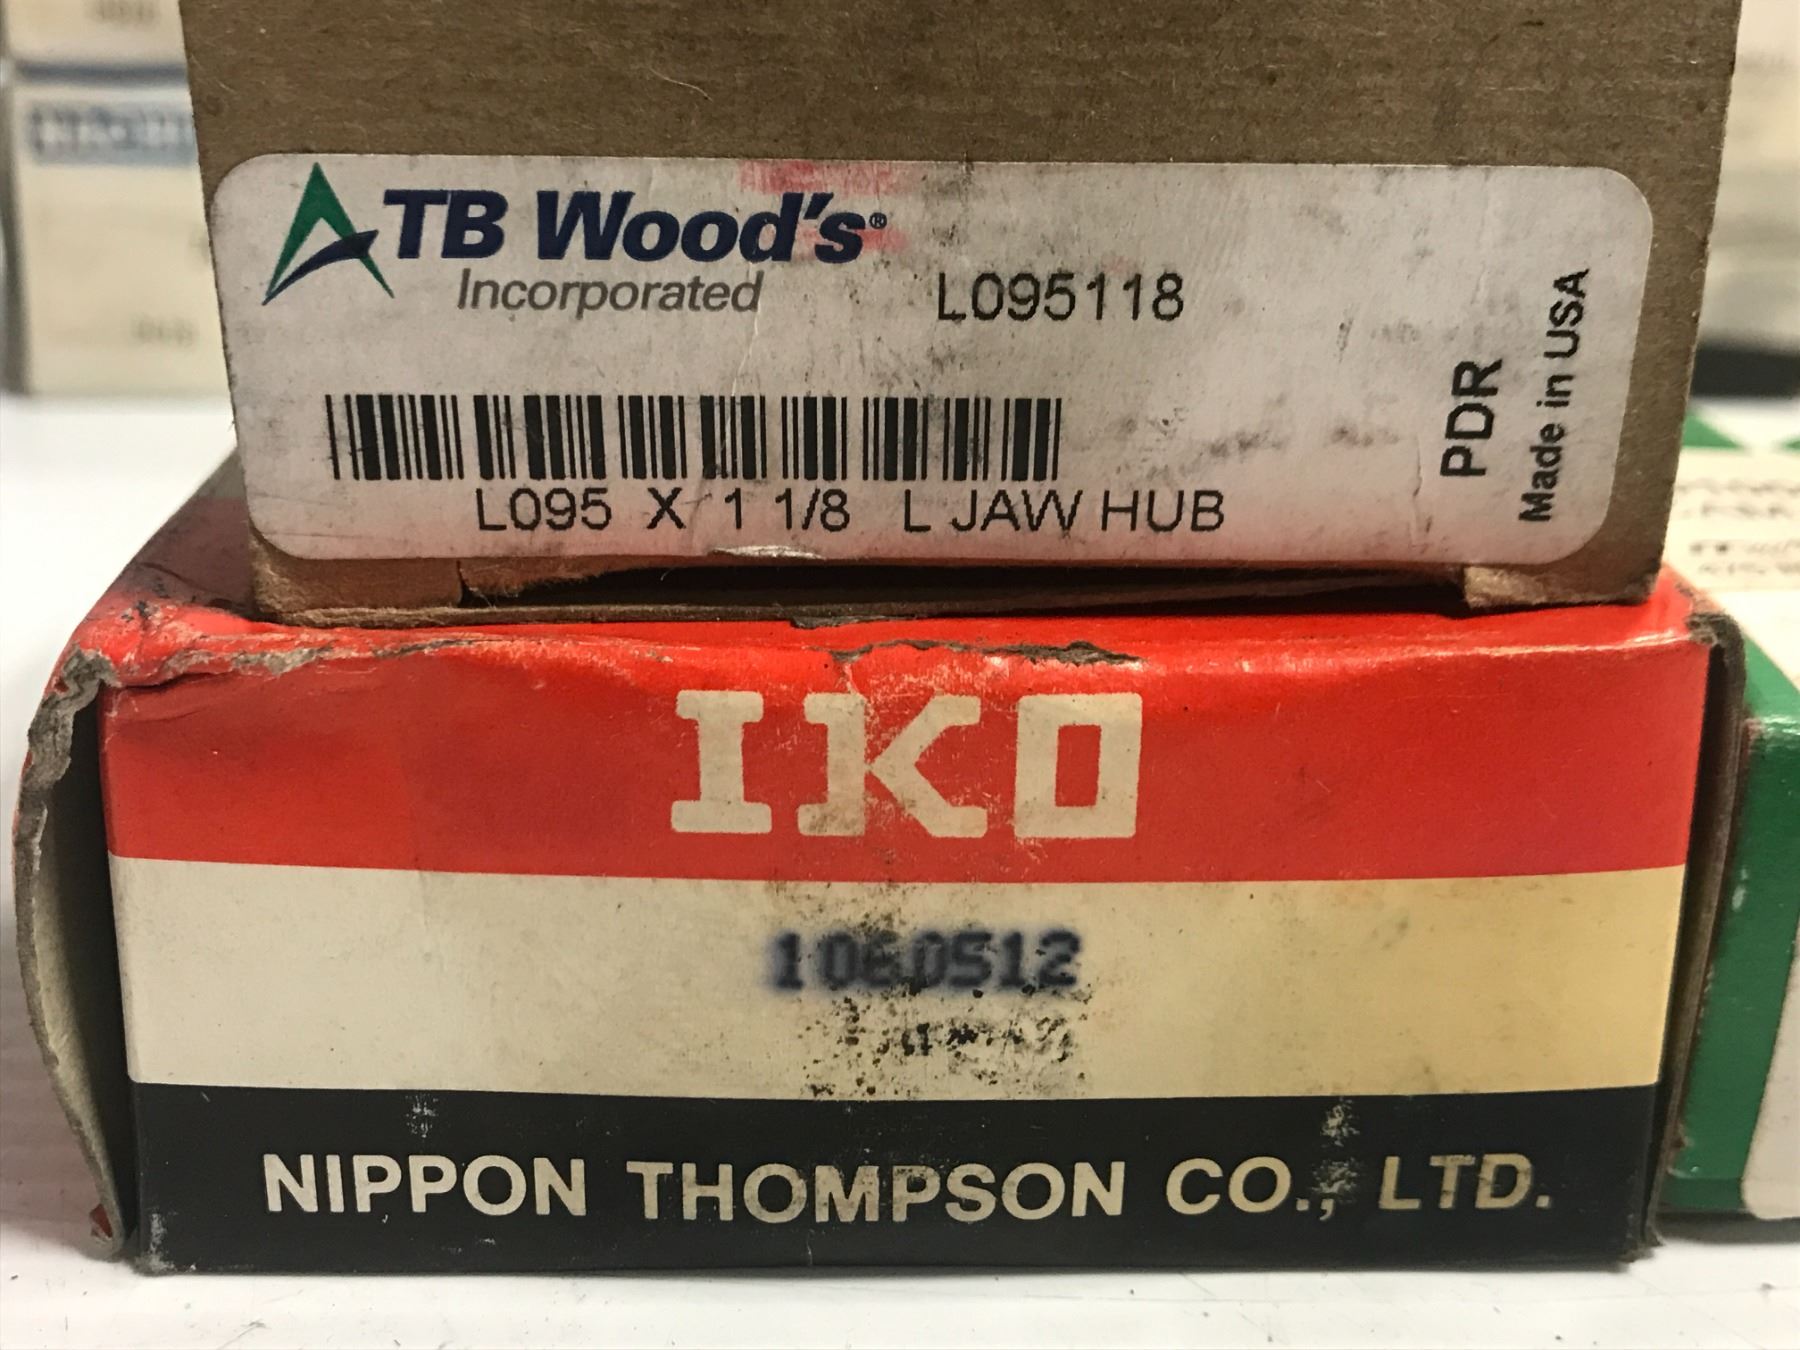 TB Wood's®
Incorporated
L095118
L095 X 1 1/8 L JAW HUB
PDR
Made in USA
IKO
1060512
NIPPON THOMPSON CO., LTD.